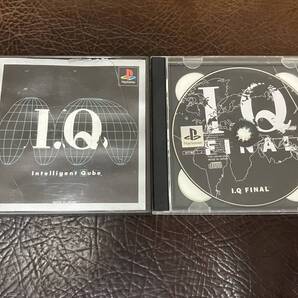 PlayStation
I.Q.
Intelligent Qube
I.Q
FINAL
PlayStation
I.Q FINAL